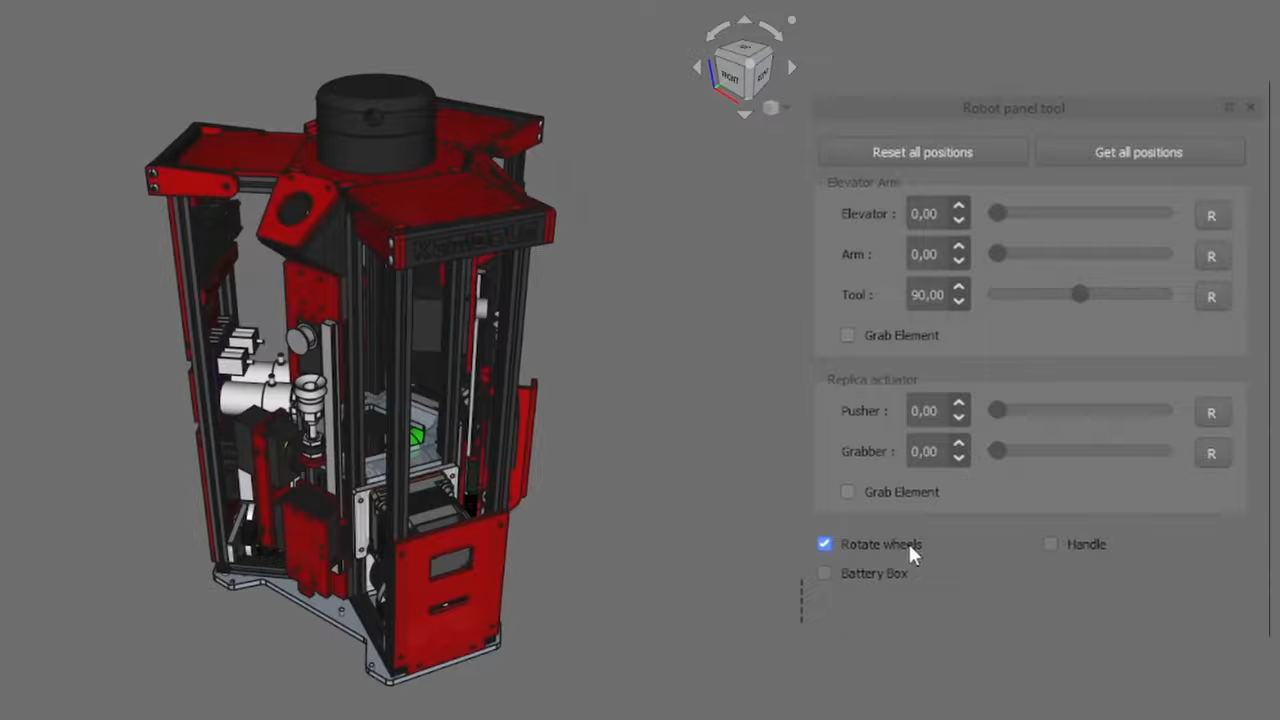 FRONT
Robot panel tool
Reset all positions
Get all positions
Elevator Arm
Elevator :
0,00
R
Arm :
0,00
R
Tool :
90,00
R
Grab Element
Replica actuator
Pusher :
0,00
R
Grabber :
0,00
R
Grab Element
Rotate wheels
Handle
Battery Box